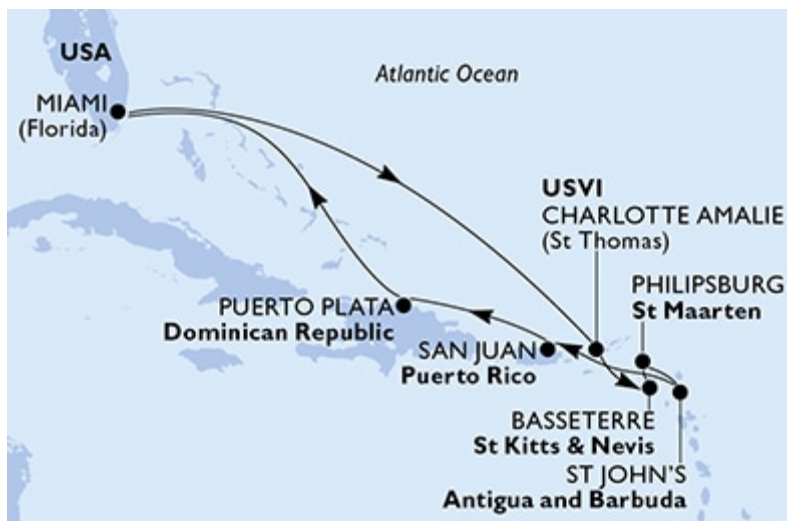 USA
Atlantic Ocean
MIAMI
(Florida)
USVI
CHARLOTTE AMALIE
(St Thomas)
PHILIPSBURG
St Maarten
PUERTO PLATA
Dominican Republic
SAN JUAN
Puerto Rico
BASSETERRE
St Kitts & Nevis
ST JOHN'S
Antigua and Barbuda